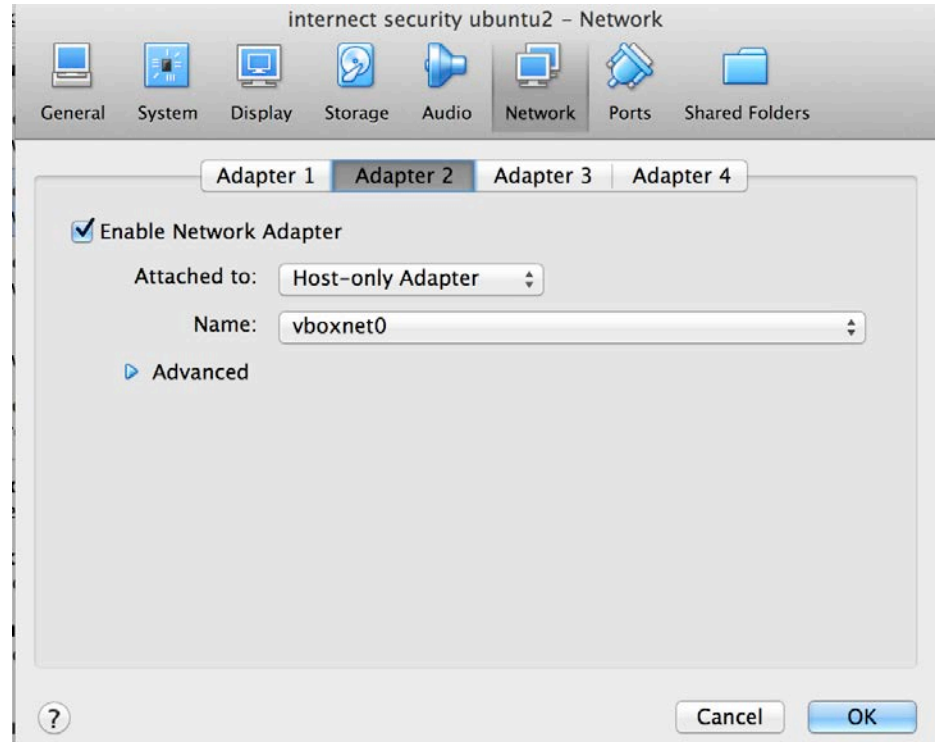 internect security ubuntu2 – Network
General System Display Storage Audio Network Ports Shared Folders
Adapter 1 Adapter 2 Adapter 3 Adapter 4
Enable Network Adapter
Attached to: Host-only Adapter
Name: vboxnet0
Advanced
? Cancel OK